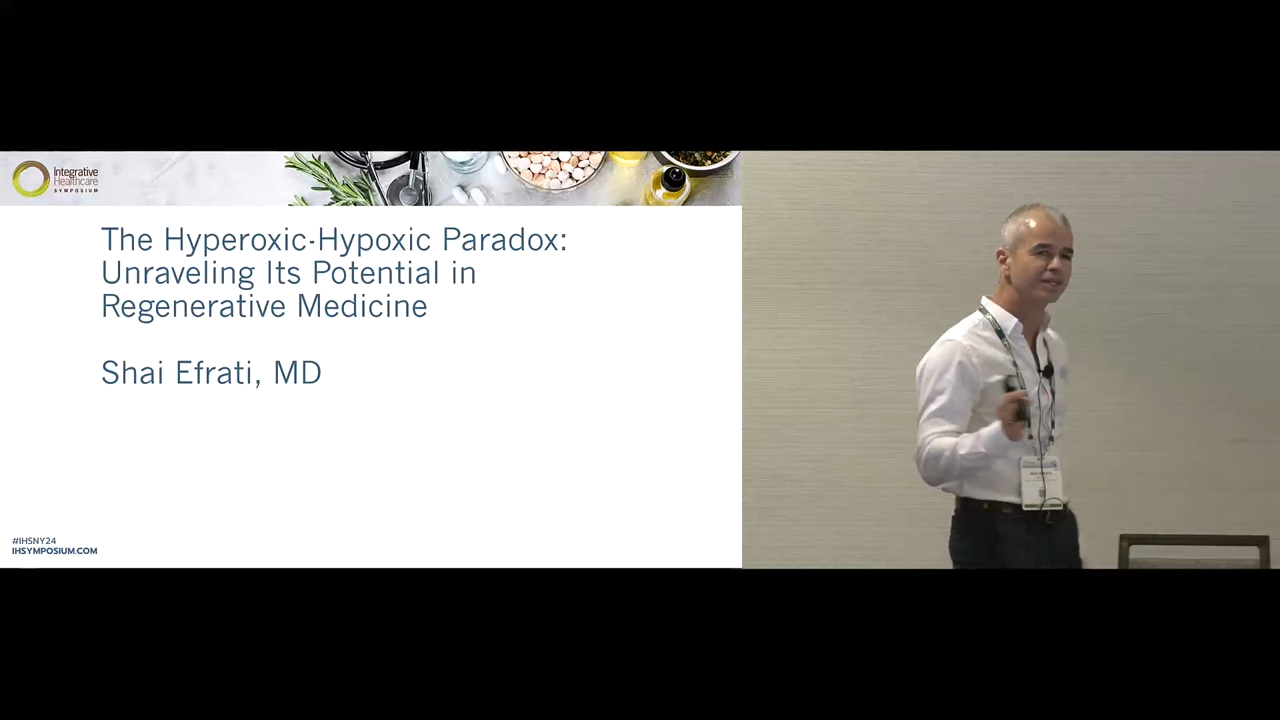 Integrative
Healthcare
SYMPOSIUM
The Hyperoxic-Hypoxic Paradox:
Unraveling Its Potential in
Regenerative Medicine
Shai Efrati, MD
#IHSNY24
IHSYMPOSIUM.COM